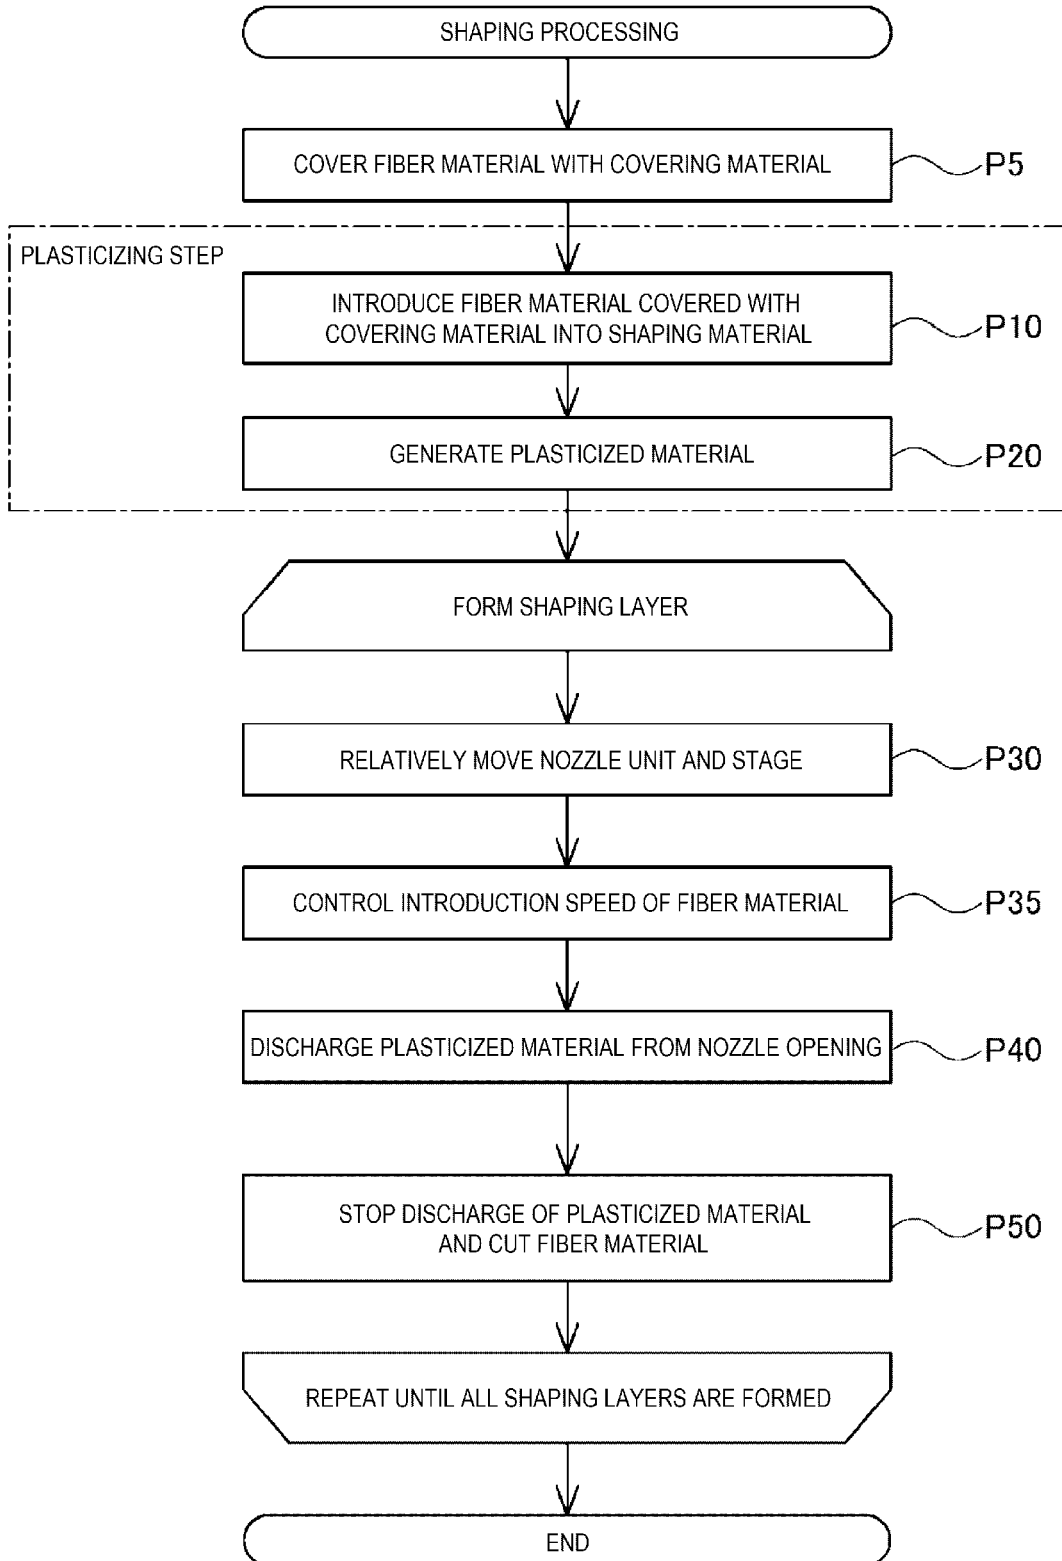 SHAPING PROCESSING
COVER FIBER MATERIAL WITH COVERING MATERIAL
P5
PLASTICIZING STEP
INTRODUCE FIBER MATERIAL COVERED WITH
COVERING MATERIAL INTO SHAPING MATERIAL
P10
GENERATE PLASTICIZED MATERIAL
P20
FORM SHAPING LAYER
RELATIVELY MOVE NOZZLE UNIT AND STAGE
P30
CONTROL INTRODUCTION SPEED OF FIBER MATERIAL
P35
DISCHARGE PLASTICIZED MATERIAL FROM NOZZLE OPENING
P40
STOP DISCHARGE OF PLASTICIZED MATERIAL
AND CUT FIBER MATERIAL
P50
REPEAT UNTIL ALL SHAPING LAYERS ARE FORMED
END